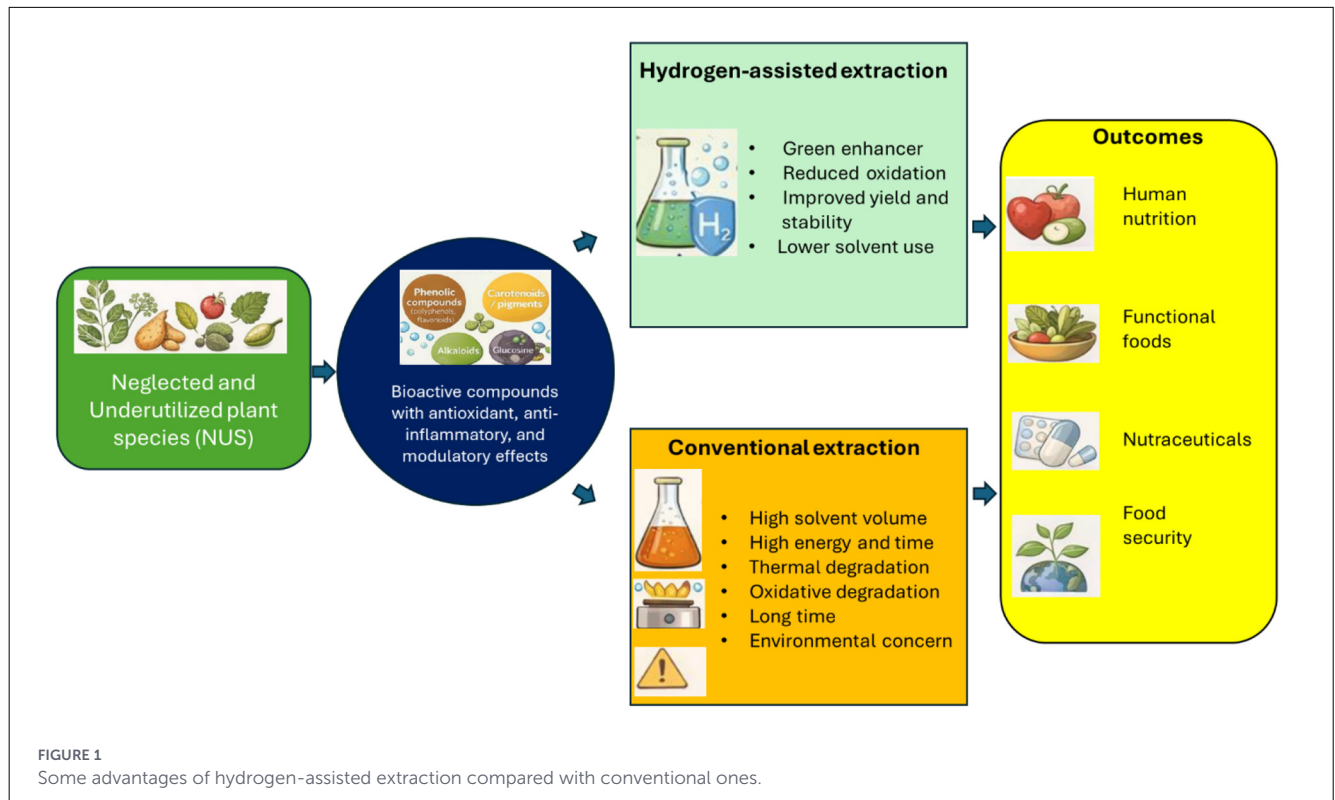 Neglected and
Underutilized plant
species (NUS)
Phenolic
compounds
(polyphenols,
flavonoids)
Carotenoids
/ pigments
Alkaloids
Glucosine
Bioactive compounds
with antioxidant, anti-
inflammatory, and
modulatory effects
Hydrogen-assisted extraction
H2
• Green enhancer
• Reduced oxidation
• Improved yield and
stability
• Lower solvent use
Conventional extraction
• High solvent volume
• High energy and time
• Thermal degradation
• Oxidative degradation
• Long time
• Environmental concern
!
Outcomes
Human
nutrition
Functional
foods
Nutraceuticals
Food
security
FIGURE 1
Some advantages of hydrogen-assisted extraction compared with conventional ones.